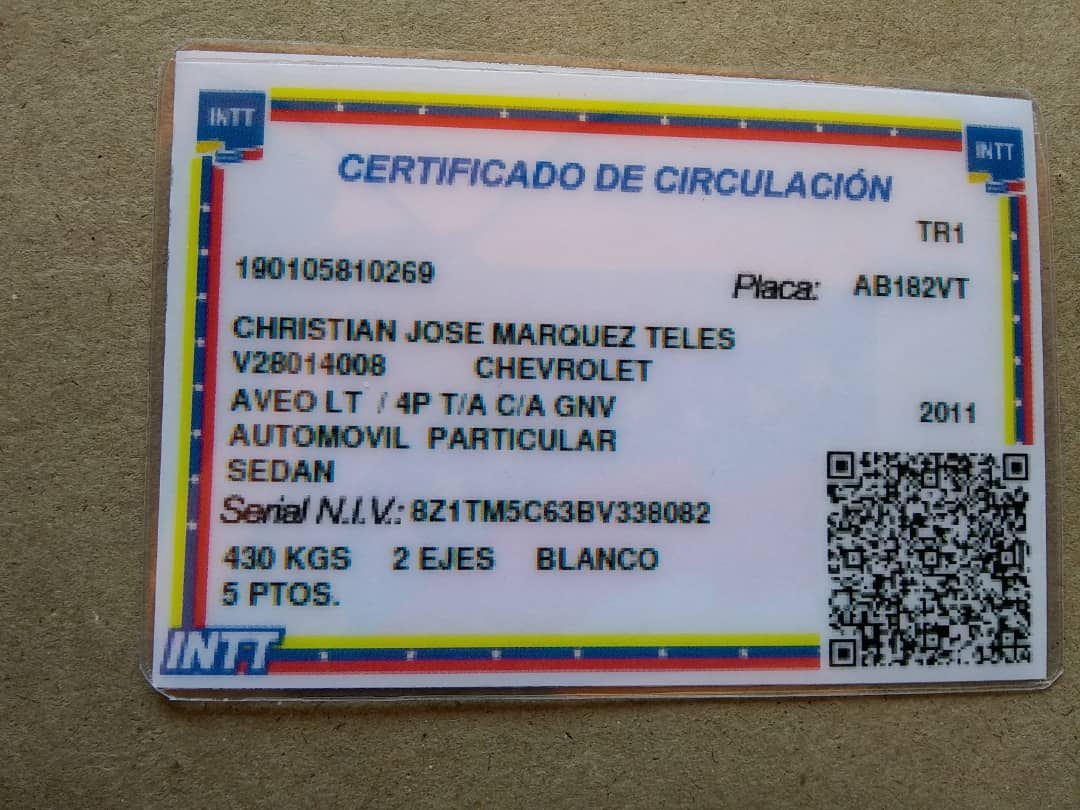 INTT
INTT
CERTIFICADO DE CIRCULACIÓN
TR1
190105810269 Placa: AB182VT
CHRISTIAN JOSE MARQUEZ TELES
V28014008 CHEVROLET
AVEO LT / 4P T/A C/A GNV 2011
AUTOMOVIL PARTICULAR
SEDAN
Serial N.I.V.: 8Z1TM5C63BV338082
430 KGS 2 EJES BLANCO
5 PTOS.
INTT